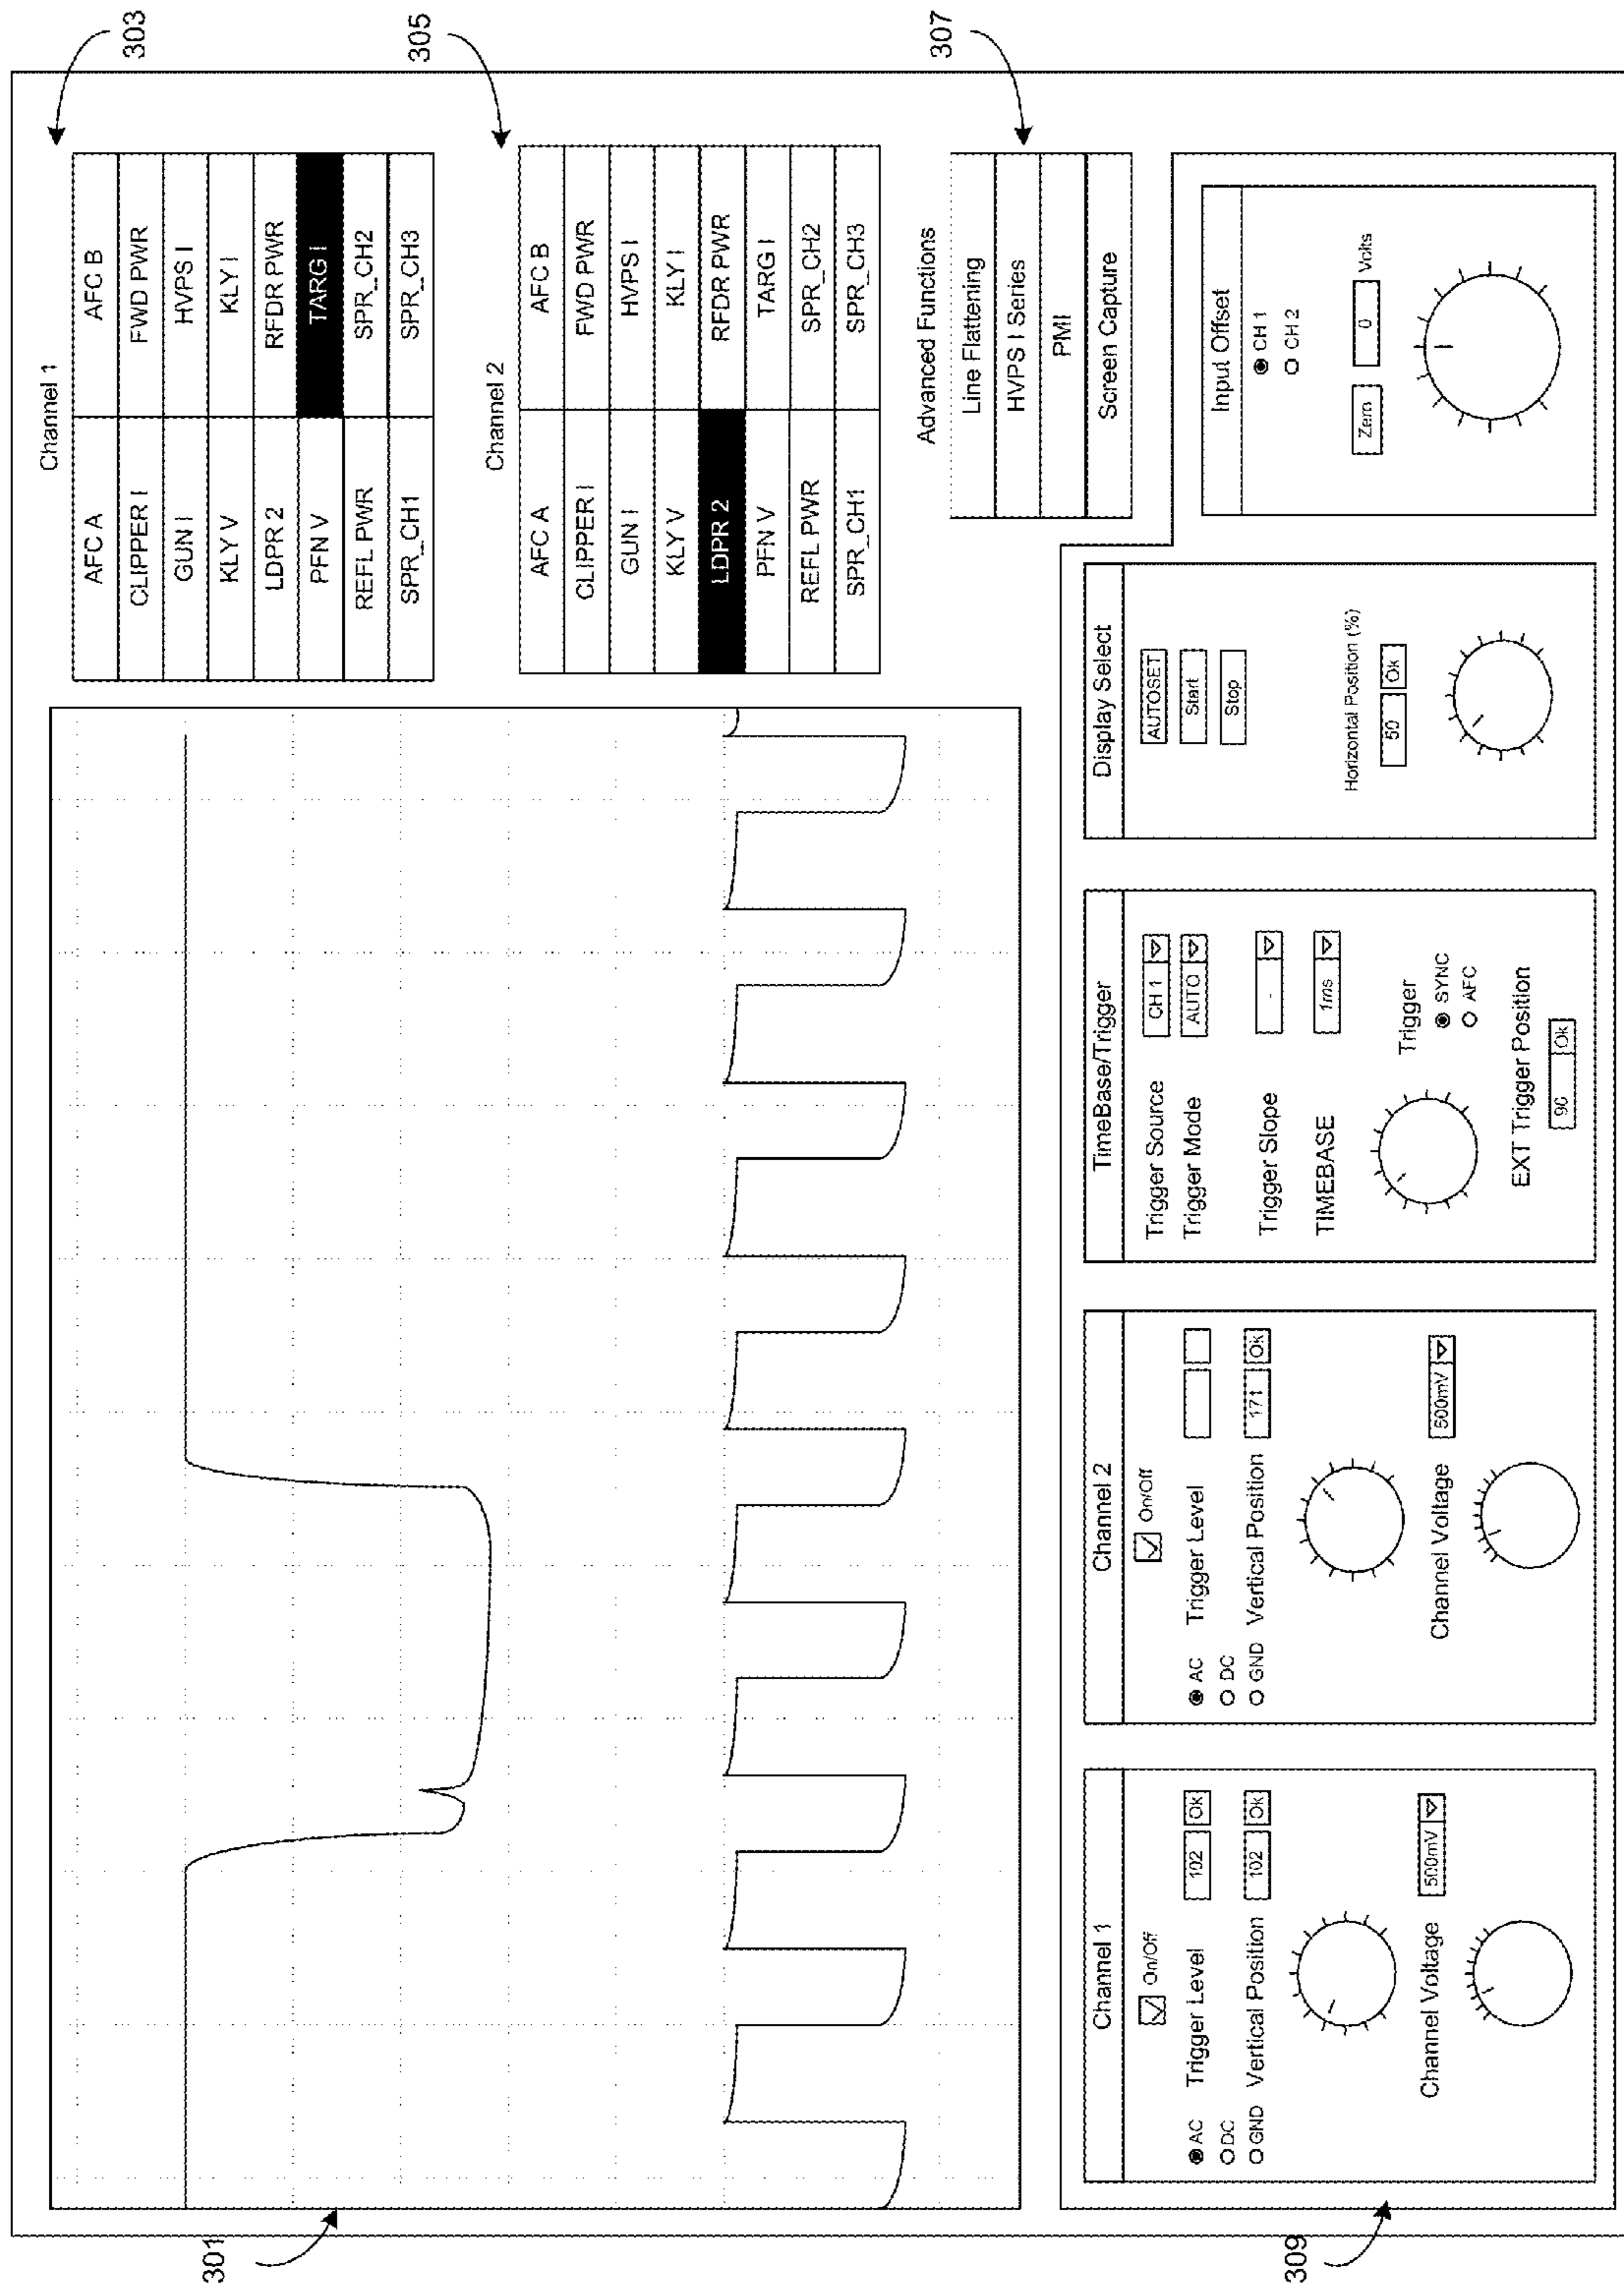 303
Channel 1
AFC A AFC B
CLIPPER I FWD PWR
GUN I HVPS I
KLY V KLY I
LDPR 2 RFDR PWR
PFN V TARG I
REFL PWR SPR_CH2
SPR_CH1 SPR_CH3
305
Channel 2
AFC A AFC B
CLIPPER I FWD PWR
GUN I HVPS I
KLY V KLY I
LDPR 2 RFDR PWR
PFN V TARG I
REFL PWR SPR_CH2
SPR_CH1 SPR_CH3
307
Advanced Functions
Line Flattening
HVPS I Series
PMI
Screen Capture
301
309
Channel 1
On/Off
AC Trigger Level 102 Ok
DC
GND Vertical Position 102 Ok
Channel Voltage 500mV
Channel 2
On/Off
AC Trigger Level
DC
GND Vertical Position 171 Ok
Channel Voltage 500mV
TimeBase/Trigger
Trigger Source CH 1
Trigger Mode AUTO
Trigger Slope -
TIMEBASE 1ms
Trigger
SYNC
AFC
EXT Trigger Position
90 Ok
Display Select
AUTOSET
Start
Stop
Horizontal Position (%)
50 Ok
Input Offset
CH 1
CH 2
Zero 0 Volts